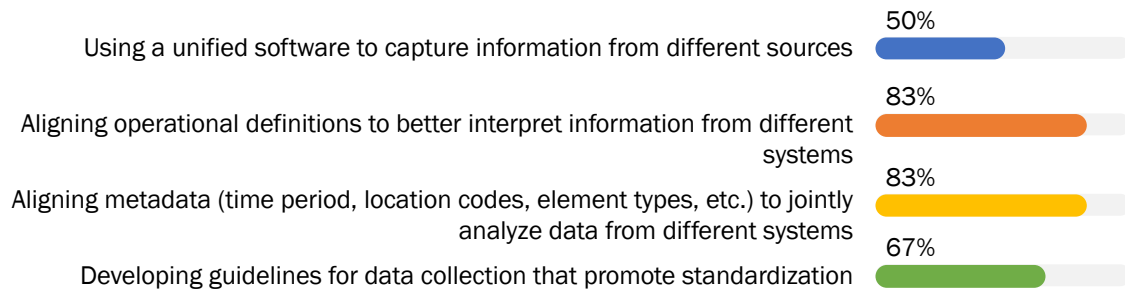 50%
Using a unified software to capture information from different sources
83%
Aligning operational definitions to better interpret information from different
systems
83%
Aligning metadata (time period, location codes, element types, etc.) to jointly
analyze data from different systems
67%
Developing guidelines for data collection that promote standardization